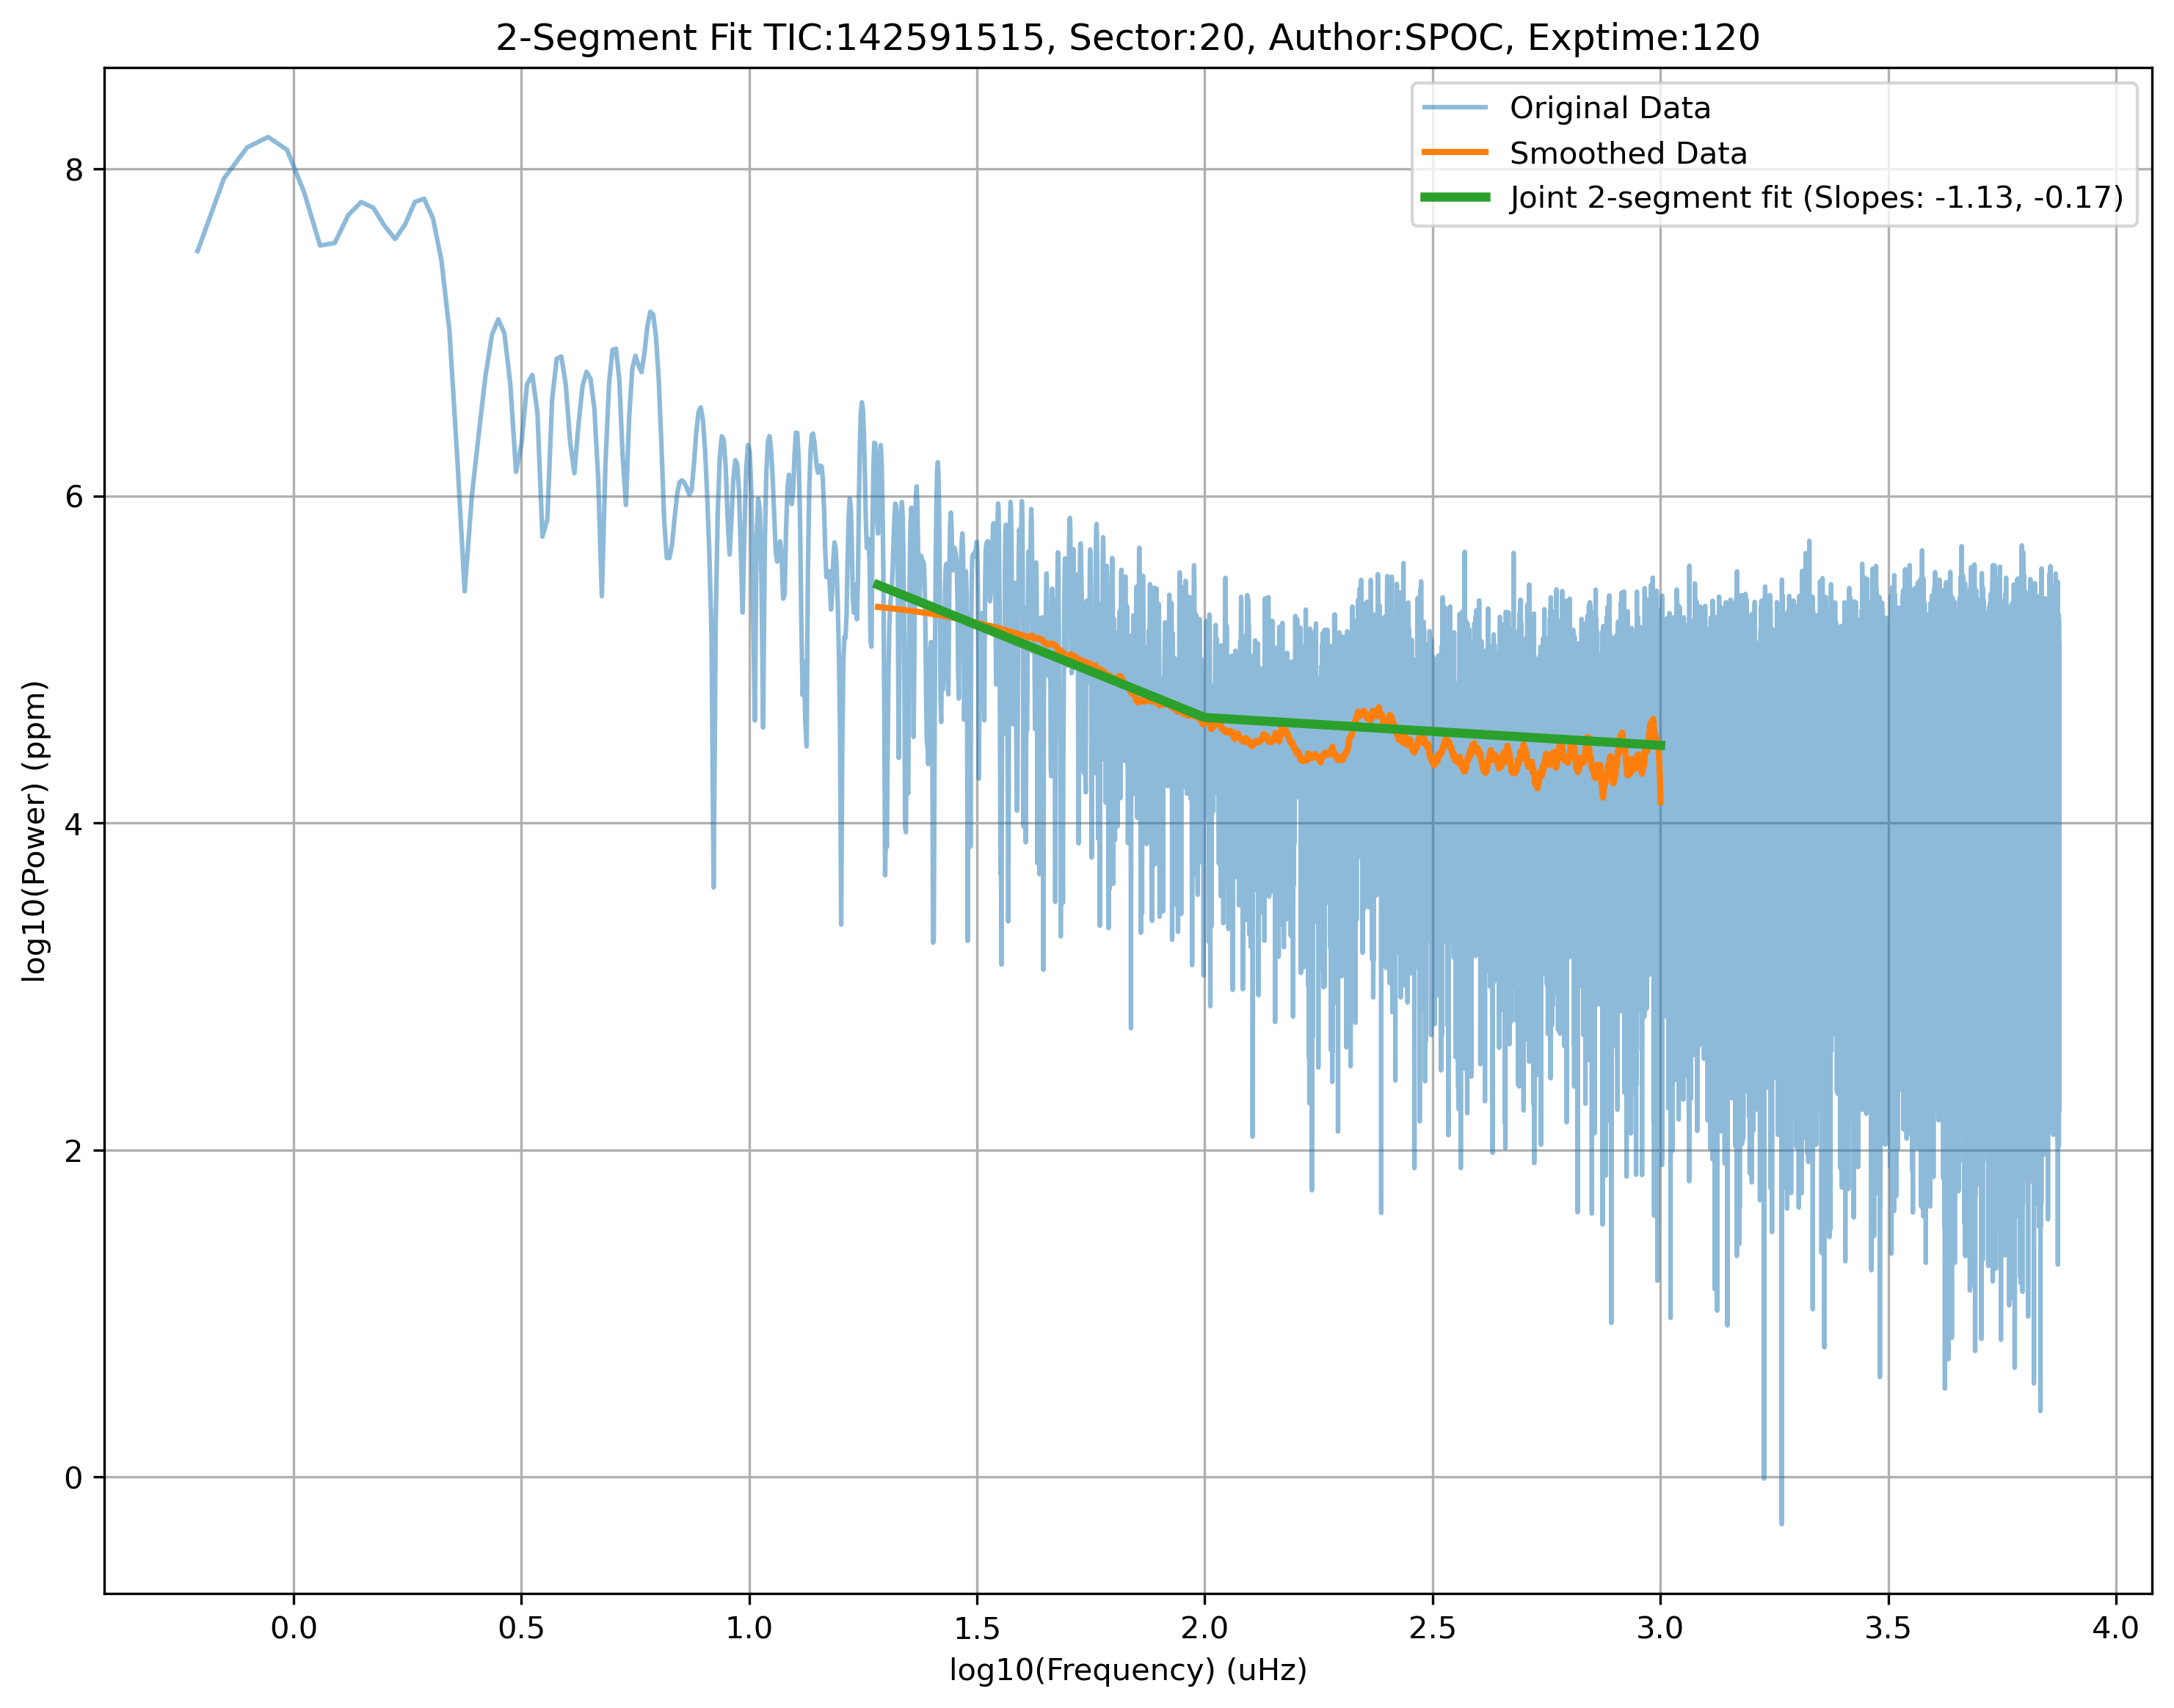 2-Segment Fit TIC:142591515, Sector:20, Author:SPOC, Exptime:120
Original Data
Smoothed Data
Joint 2-segment fit (Slopes: -1.13, -0.17)
log10(Power) (ppm)
8
6
4
2
0
0.0 0.5 1.0 1.5 2.0 2.5 3.0 3.5 4.0
log10(Frequency) (uHz)